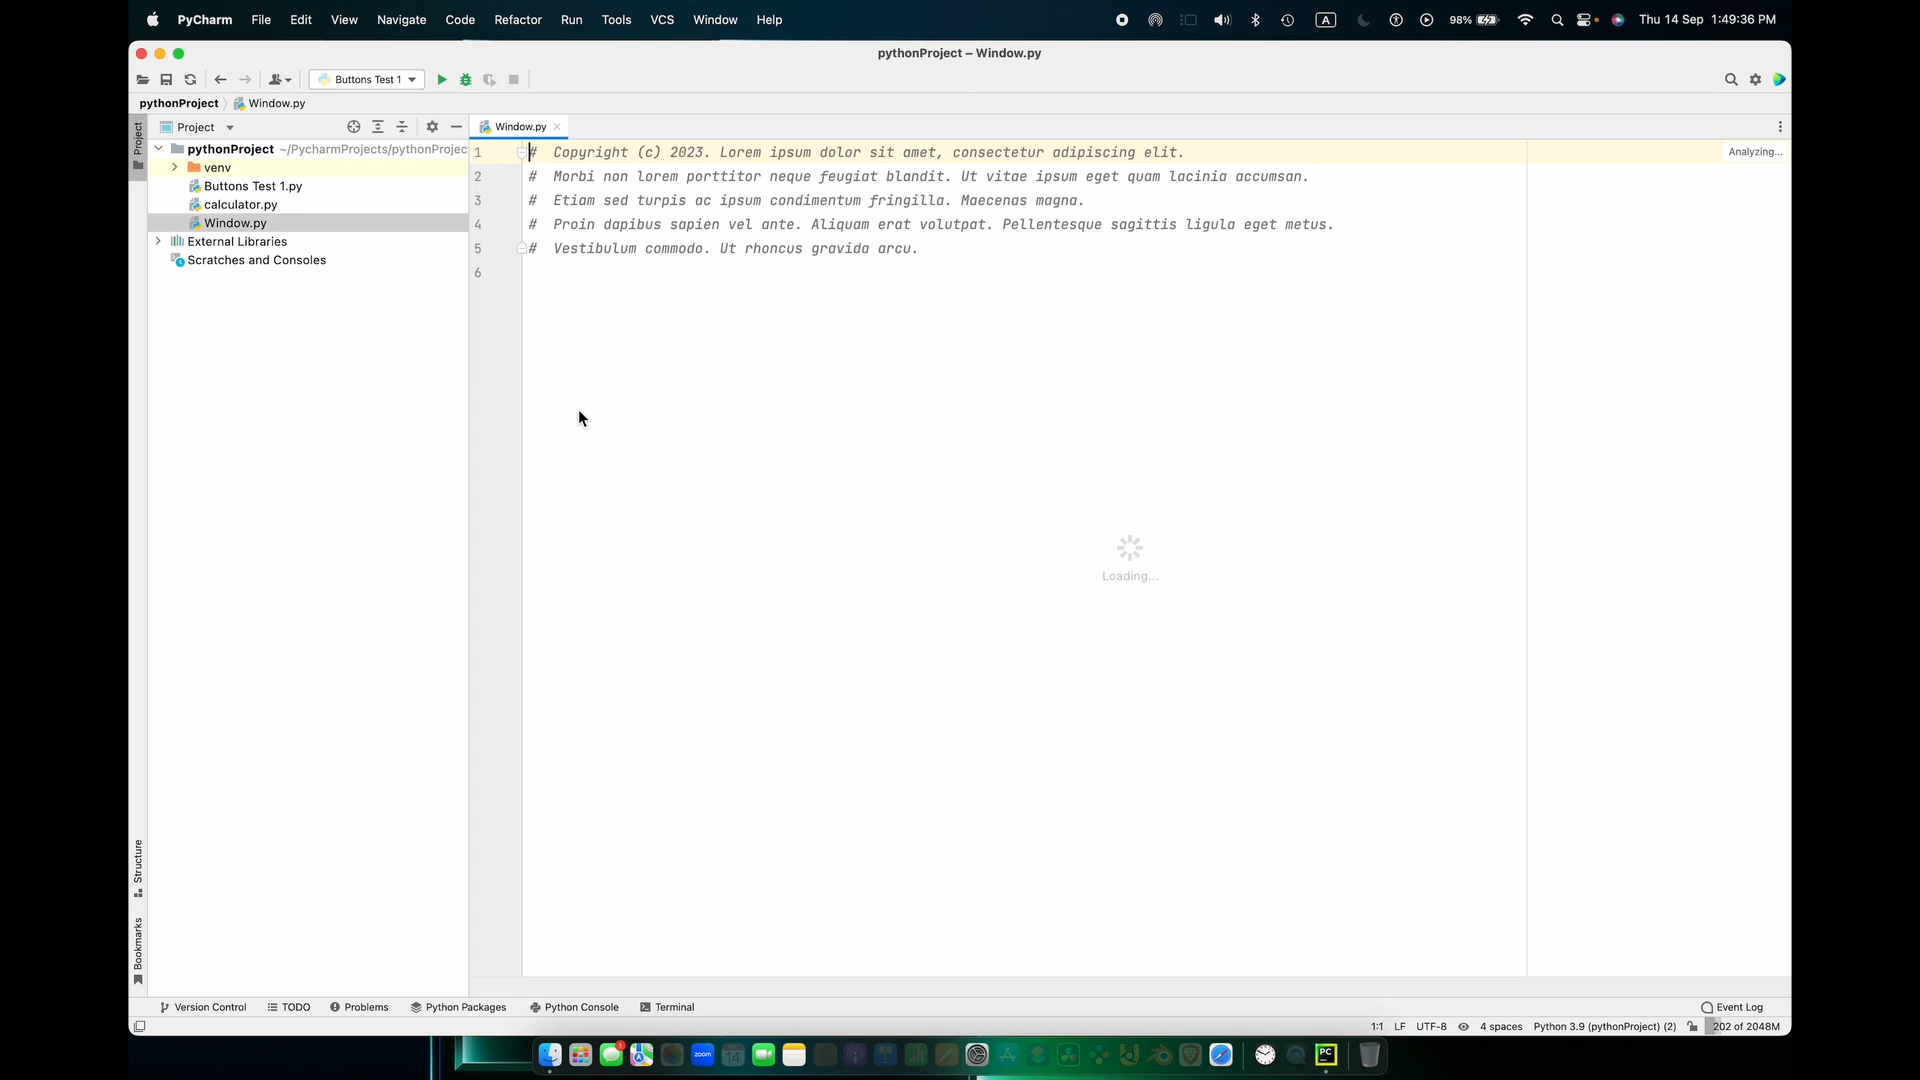 PyCharm File Edit View Navigate Code Refactor Run Tools VCS Window Help A 98% Thu 14 Sep 1:49:36 PM
pythonProject – Window.py
Buttons Test 1
pythonProject Window.py
Project
Project
Window.py
pythonProject ~/PycharmProjects/pythonProjec
venv
Buttons Test 1.py
calculator.py
Window.py
External Libraries
Scratches and Consoles
1 # Copyright (c) 2023. Lorem ipsum dolor sit amet, consectetur adipiscing elit.
2 # Morbi non lorem porttitor neque feugiat blandit. Ut vitae ipsum eget quam lacinia accumsan.
3 # Etiam sed turpis ac ipsum condimentum fringilla. Maecenas magna.
4 # Proin dapibus sapien vel ante. Aliquam erat volutpat. Pellentesque sagittis ligula eget metus.
5 # Vestibulum commodo. Ut rhoncus gravida arcu.
6
Analyzing...
Loading...
Structure
Bookmarks
Version Control TODO Problems Python Packages Python Console Terminal Event Log
1:1 LF UTF-8 4 spaces Python 3.9 (pythonProject) (2) 202 of 2048M
1 zoom 14 PC